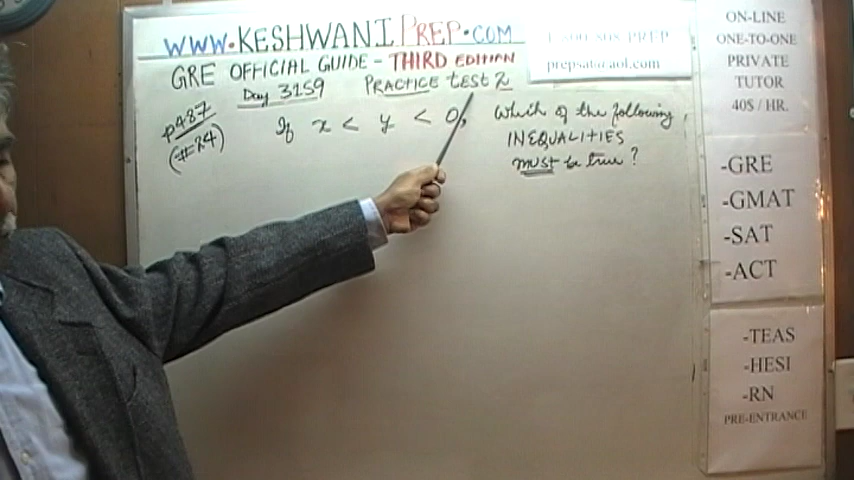 WWW.KESHWANIPREP.COM
GRE OFFICIAL GUIDE - THIRD EDITION
Day 3159 PRACTICE tEST 2
p487
(#24)
If x < y < 0, which of the following
INEQUALITIES
must be true?
prepsat@aol.com
ON-LINE
ONE-TO-ONE
PRIVATE
TUTOR
40$ / HR.
-GRE
-GMAT
-SAT
-ACT
-TEAS
-HESI
-RN
PRE-ENTRANCE